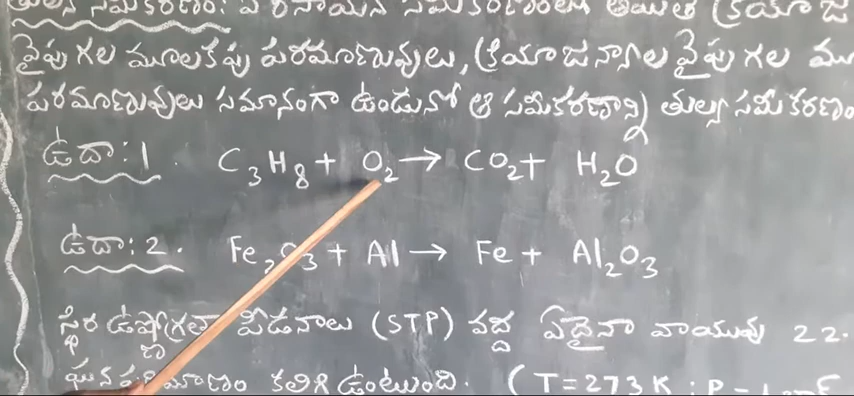 తుల్య సమీకరణం: ఏ రసాయన సమీకరణంలో అయితే క్రియాజ
వైపు గల మూలకపు పరమాణువులు, క్రియాజనాల వైపు గల మూ
పరమాణువులు సమానంగా ఉండునో ఆ సమీకరణాన్ని తుల్య సమీకరణం
ఉదా: 1. C3H8 + O2 → CO2 + H2O
ఉదా: 2. Fe2O3 + Al → Fe + Al2O3
స్థిర ఉష్ణోగ్రతా పీడనాలు (STP) వద్ద ఏదైనా వాయువు 22.
ఘనపరిమాణం కలిగి ఉంటుంది. (T=273K; P=1